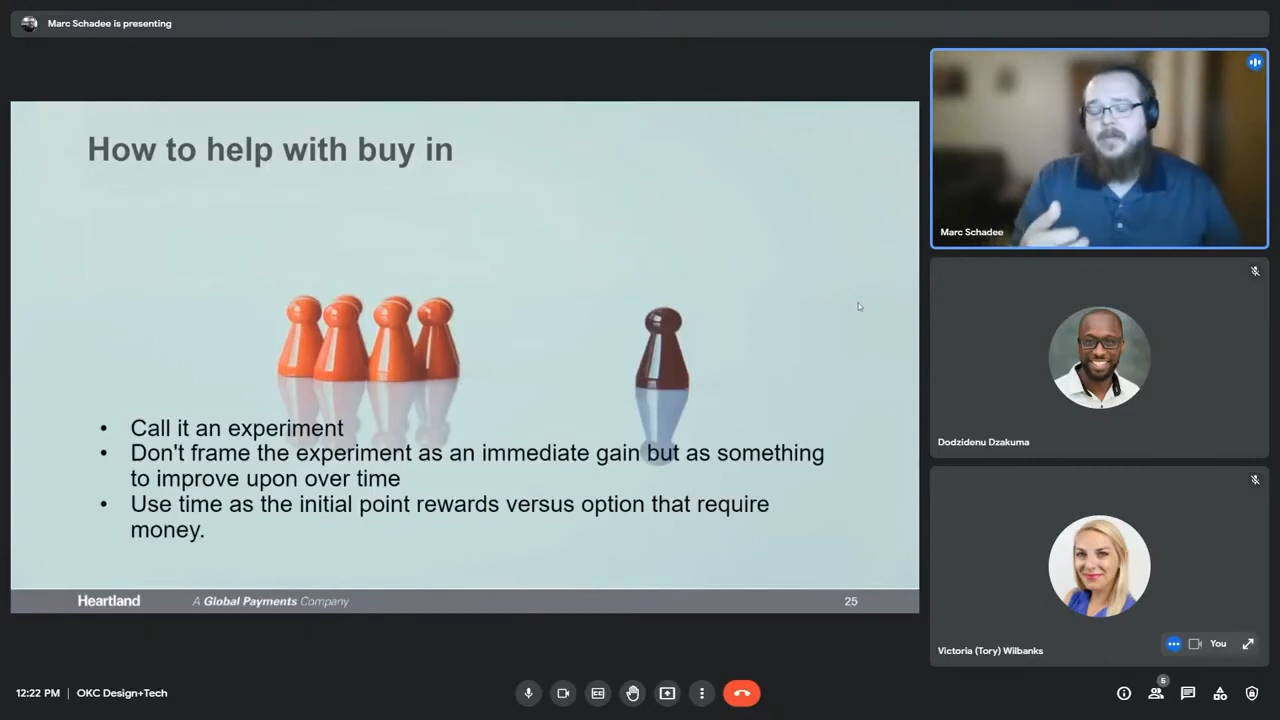 Marc Schadee is presenting
How to help with buy in
• Call it an experiment
• Don't frame the experiment as an immediate gain but as something
to improve upon over time
• Use time as the initial point rewards versus option that require
money.
Heartland
A Global Payments Company
25
Marc Schadee
Dodzidenu Dzakuma
Victoria (Tory) Wilbanks
You
12:22 PM | OKC Design+Tech
CC
6